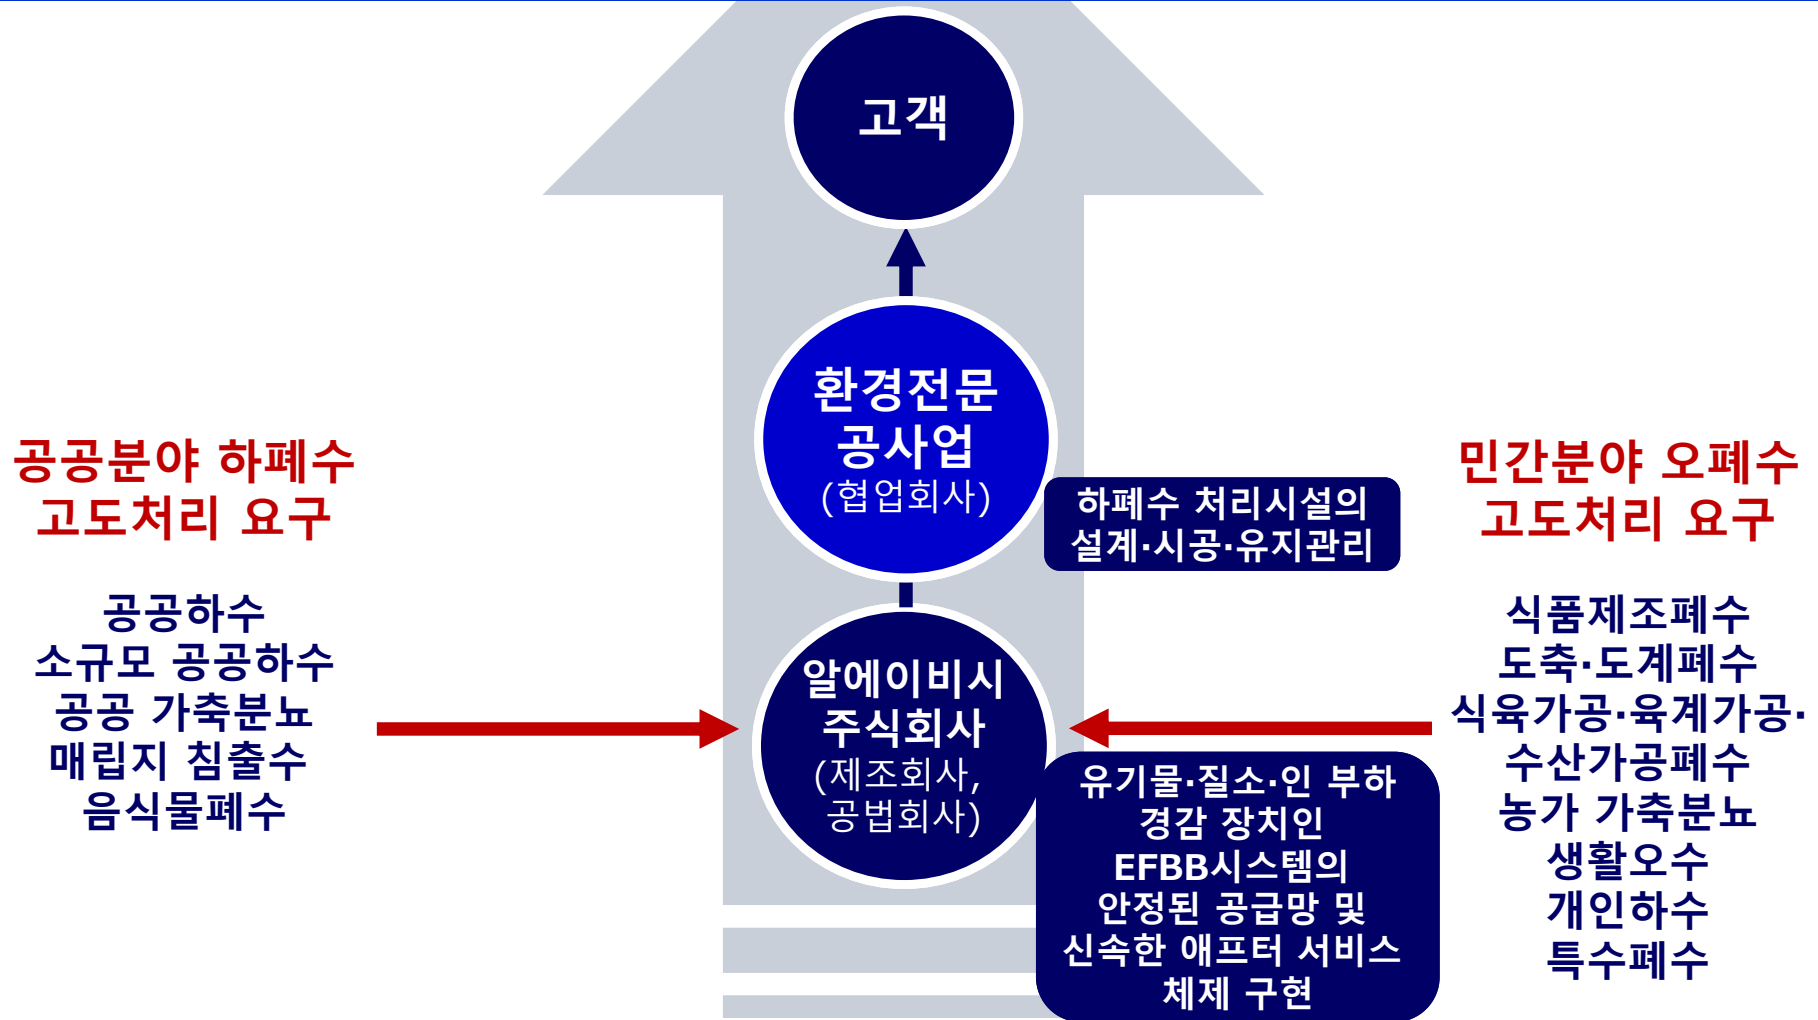 고객
환경전문
공사업
(협업회사)
하폐수 처리시설의
설계·시공·유지관리
공공분야 하폐수
고도처리 요구
공공하수
소규모 공공하수
공공 가축분뇨
매립지 침출수
음식물폐수
알에이비시
주식회사
(제조회사,
공법회사)
유기물·질소·인 부하
경감 장치인
EFBB시스템의
안정된 공급망 및
신속한 애프터 서비스
체제 구현
민간분야 오폐수
고도처리 요구
식품제조폐수
도축·도계폐수
식육가공·육계가공·
수산가공폐수
농가 가축분뇨
생활오수
개인하수
특수폐수